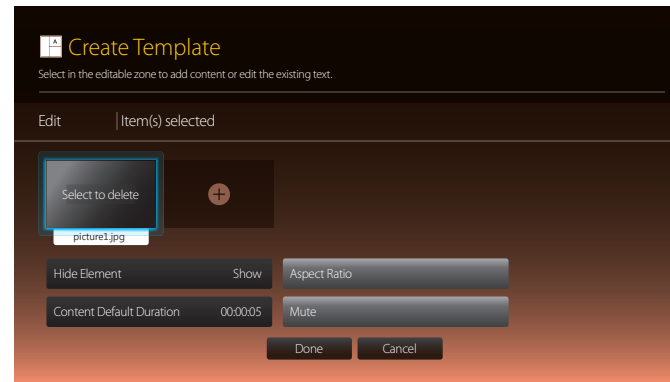 A
Create Template
Select in the editable zone to add content or edit the existing text.
Edit Item(s) selected
Select to delete
picture1.jpg
Hide Element Show Aspect Ratio
Content Default Duration 00:00:05 Mute
Done Cancel